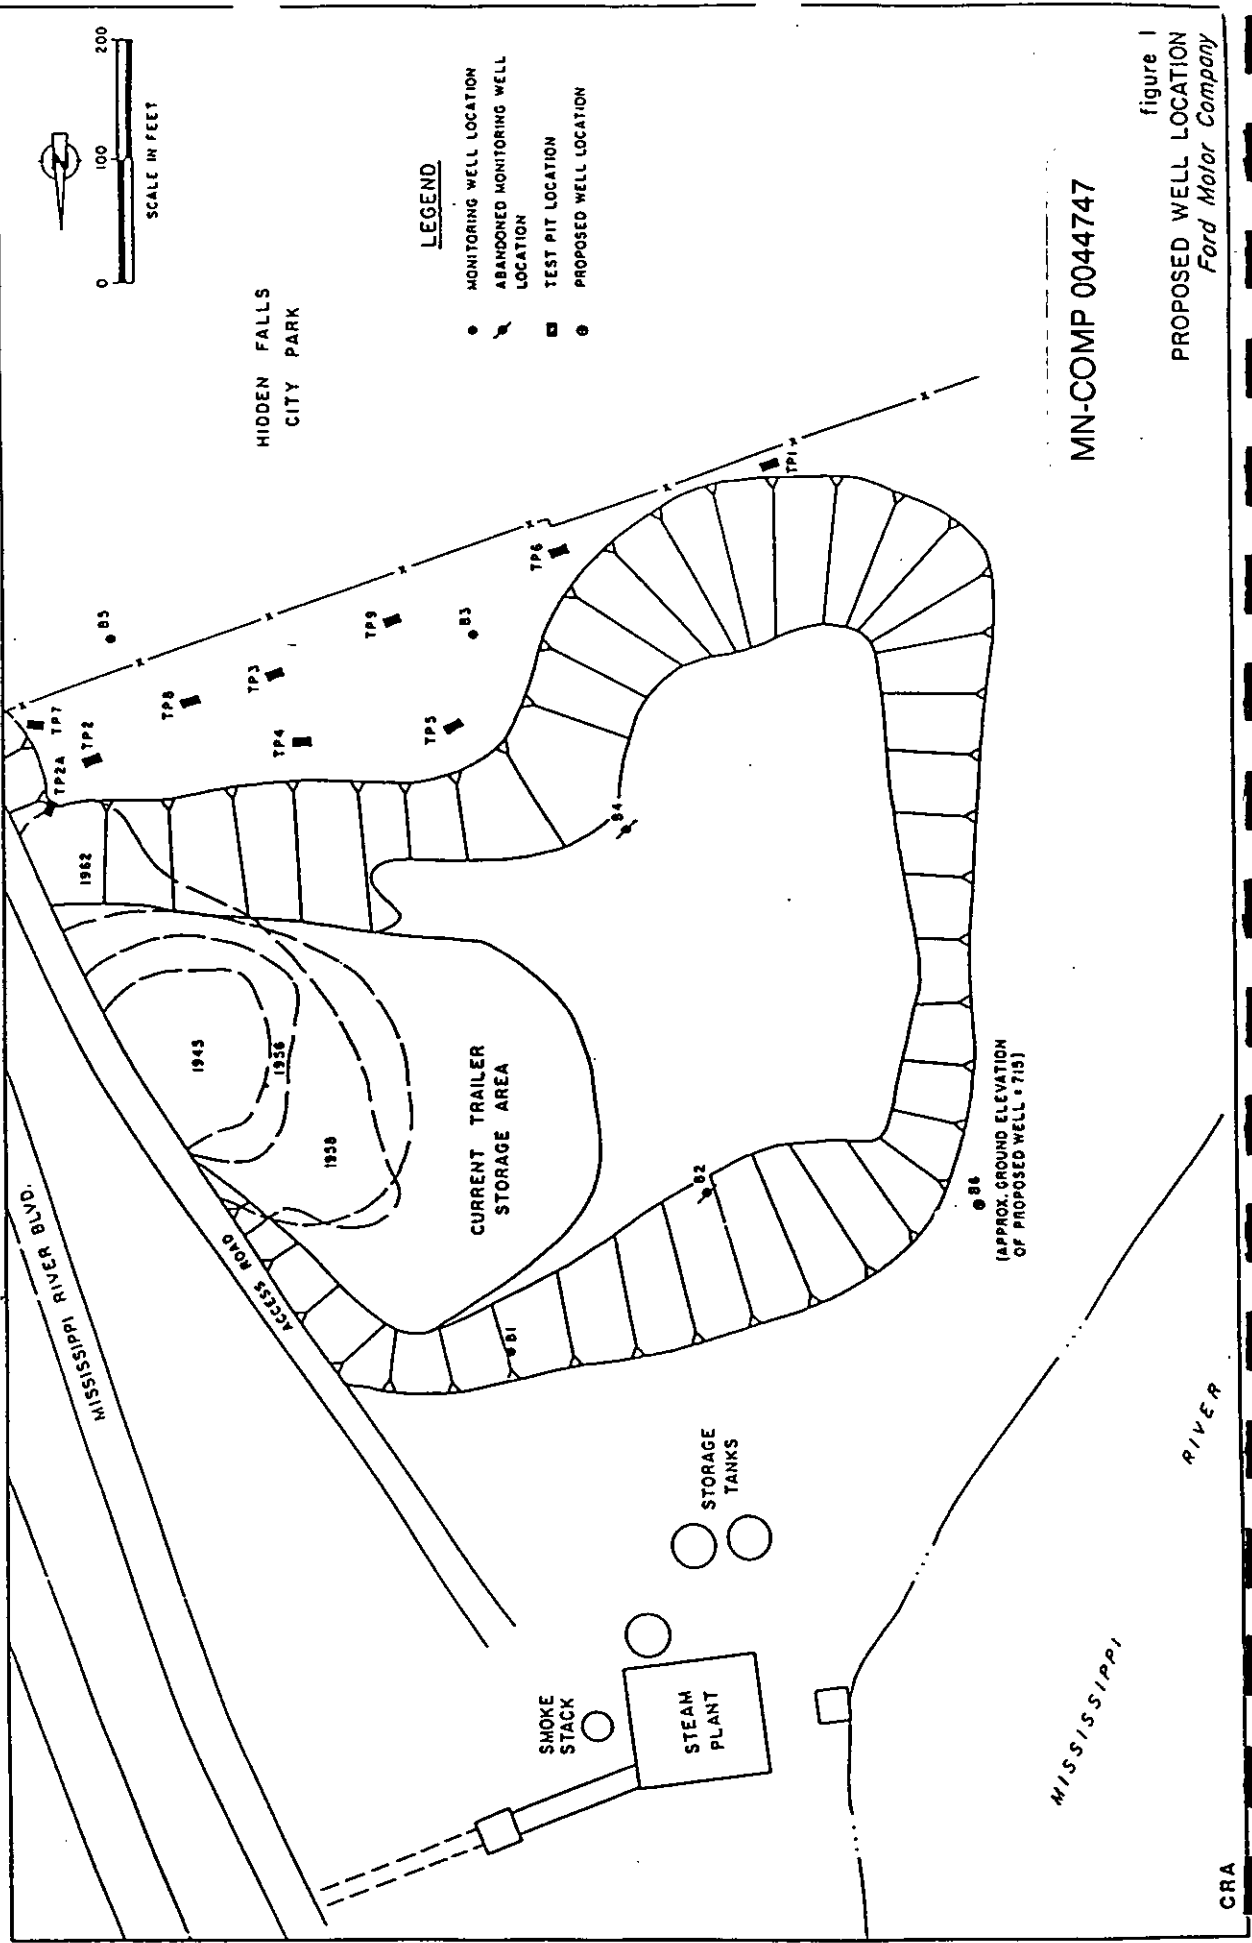 MISSISSIPPI RIVER BLVD.
ACCESS ROAD
1945
1956
1958
1962
CURRENT TRAILER
STORAGE AREA
TP2A
TP2
TP7
TP8
TP3
TP4
TP9
TP5
TP6
TP1
B5
B3
B4
B2
B1
B6
(APPROX. GROUND ELEVATION
OF PROPOSED WELL = 715)
HIDDEN FALLS
CITY PARK
0 100 200
SCALE IN FEET
LEGEND
MONITORING WELL LOCATION
ABANDONED MONITORING WELL
LOCATION
TEST PIT LOCATION
PROPOSED WELL LOCATION
SMOKE
STACK
STEAM
PLANT
STORAGE
TANKS
MISSISSIPPI RIVER
MN-COMP 0044747
CRA
figure 1
PROPOSED WELL LOCATION
Ford Motor Company